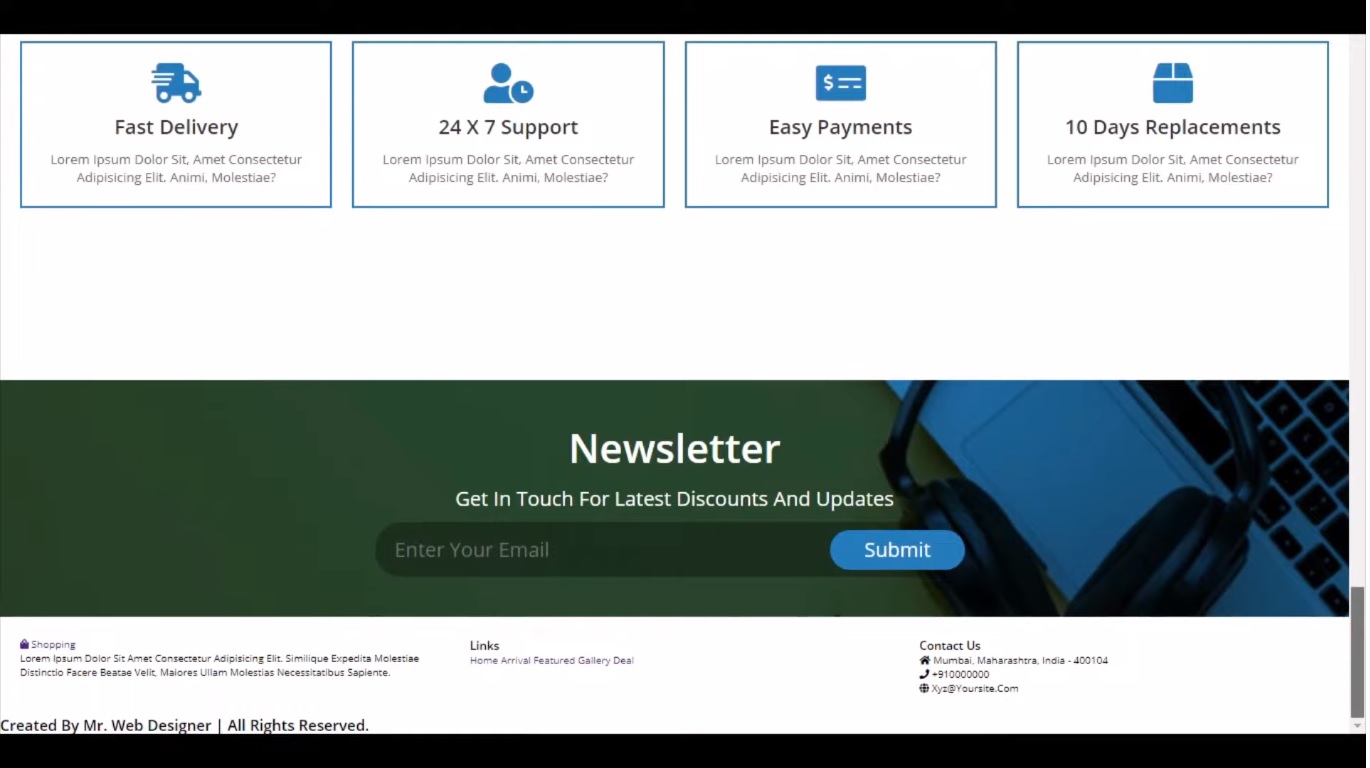 Fast Delivery
Lorem Ipsum Dolor Sit, Amet Consectetur
Adipisicing Elit. Animi, Molestiae?
24 X 7 Support
Lorem Ipsum Dolor Sit, Amet Consectetur
Adipisicing Elit. Animi, Molestiae?
Easy Payments
Lorem Ipsum Dolor Sit, Amet Consectetur
Adipisicing Elit. Animi, Molestiae?
10 Days Replacements
Lorem Ipsum Dolor Sit, Amet Consectetur
Adipisicing Elit. Animi, Molestiae?
Newsletter
Get In Touch For Latest Discounts And Updates
Enter Your Email
Submit
Shopping
Lorem Ipsum Dolor Sit Amet Consectetur Adipisicing Elit. Similique Expedita Molestiae
Distinctio Facere Beatae Velit, Maiores Ullam Molestias Necessitatibus Sapiente.
Links
Home Arrival Featured Gallery Deal
Contact Us
Mumbai, Maharashtra, India - 400104
+910000000
Xyz@Yoursite.Com
Created By Mr. Web Designer | All Rights Reserved.